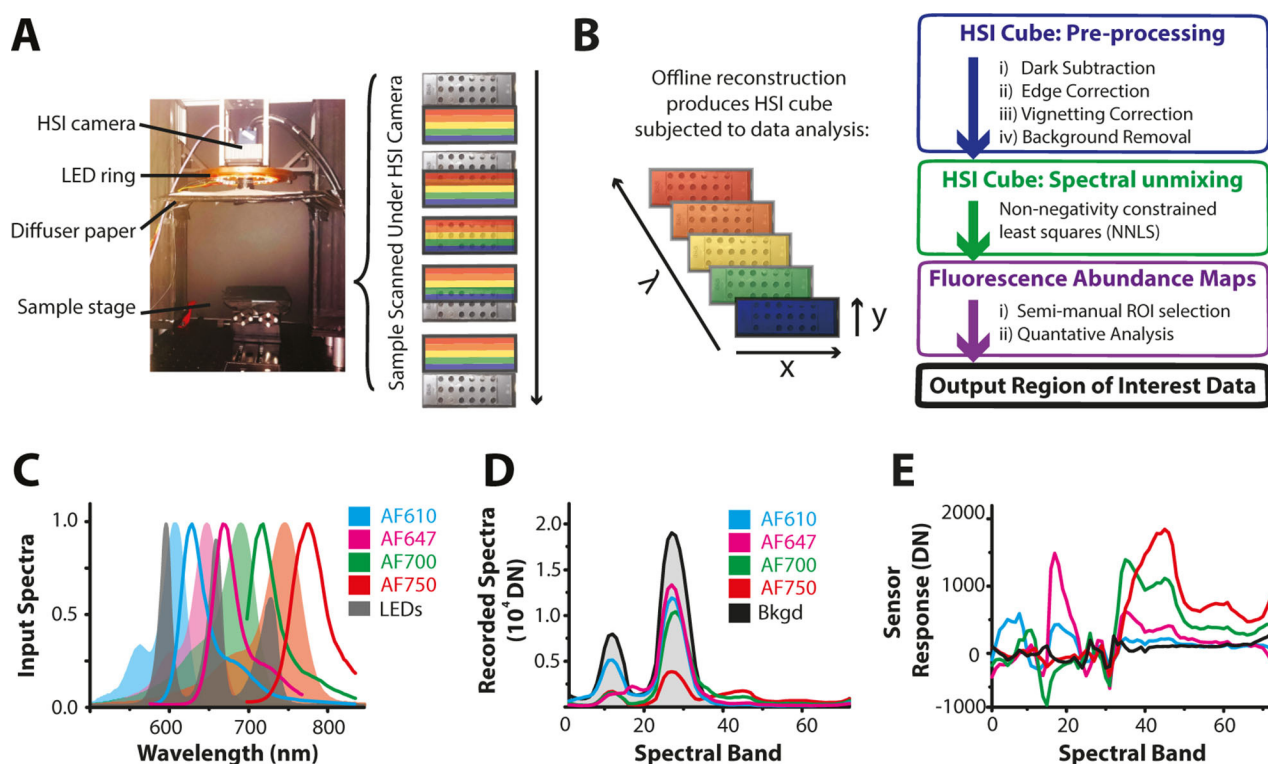 A
HSI camera
LED ring
Diffuser paper
Sample stage
Sample Scanned Under HSI Camera
B
Offline reconstruction
produces HSI cube
subjected to data analysis:
λ
y
x
HSI Cube: Pre-processing
i) Dark Subtraction
ii) Edge Correction
iii) Vignetting Correction
iv) Background Removal
HSI Cube: Spectral unmixing
Non-negativity constrained
least squares (NNLS)
Fluorescence Abundance Maps
i) Semi-manual ROI selection
ii) Quantative Analysis
Output Region of Interest Data
C
Input Spectra
1.0
0.5
0.0
600 700 800
Wavelength (nm)
AF610
AF647
AF700
AF750
LEDs
D
Recorded Spectra
(10⁴ DN)
2.0
1.5
1.0
0.5
0 20 40 60
Spectral Band
AF610
AF647
AF700
AF750
Bkgd
E
Sensor
Response (DN)
2000
1000
0
-1000
0 20 40 60
Spectral Band